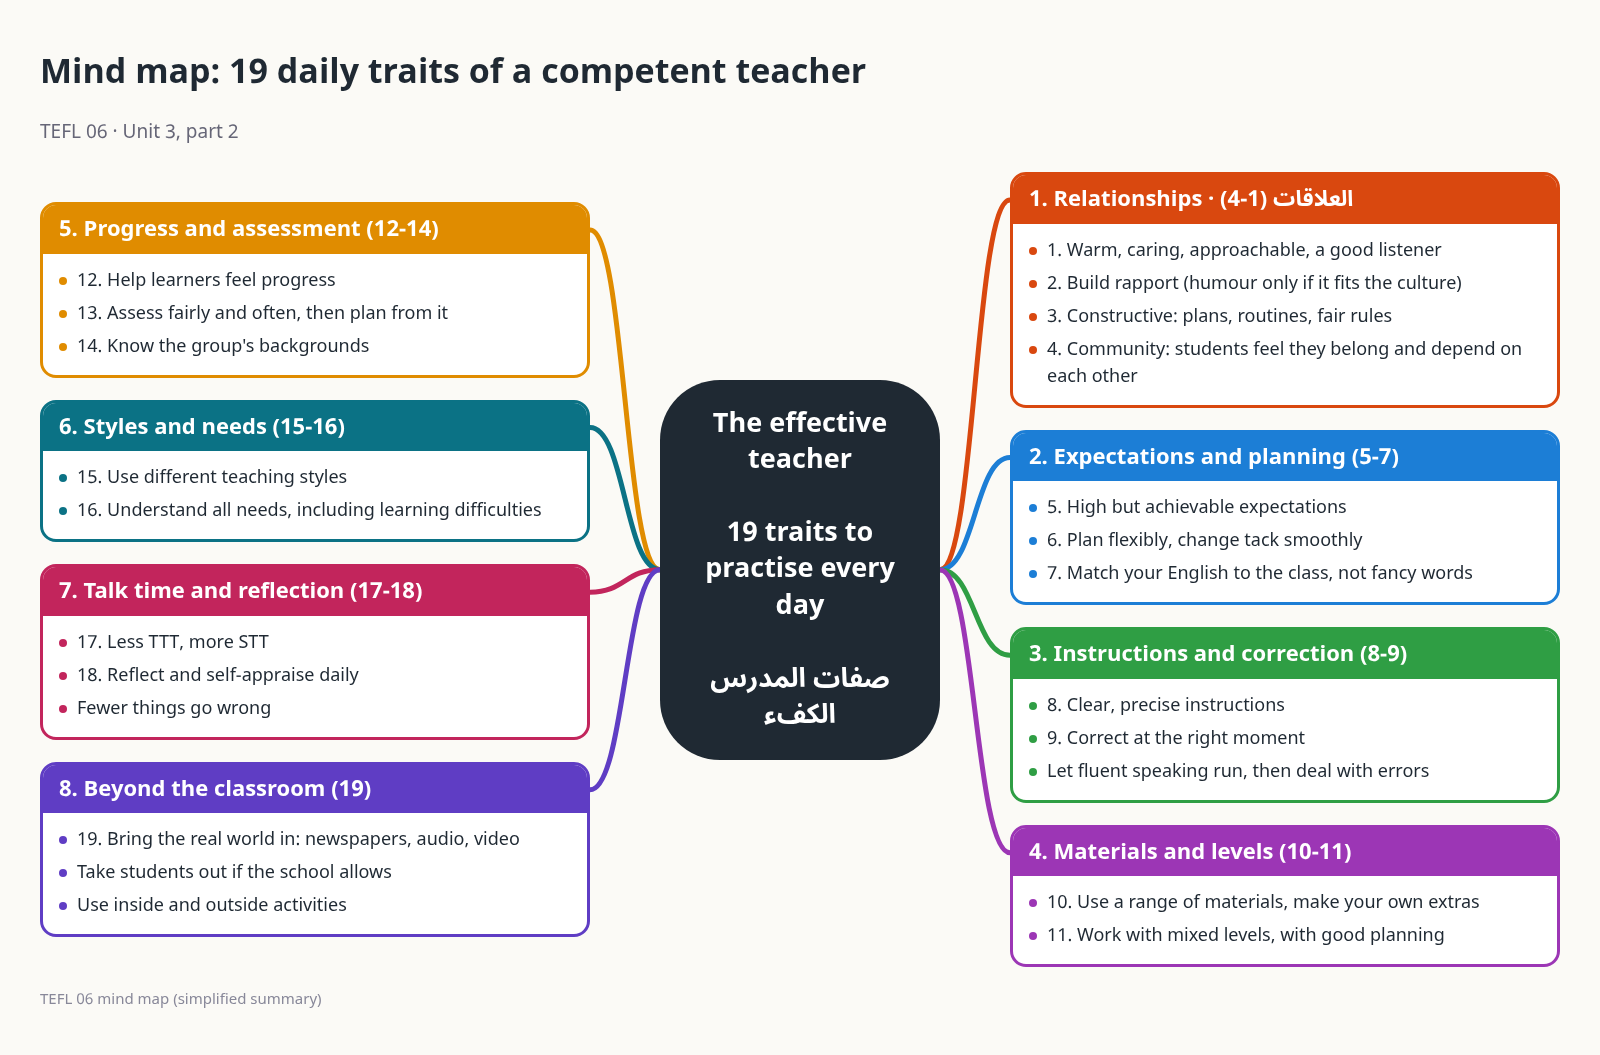 Mind map: 19 daily traits of a competent teacher
TEFL 06 · Unit 3, part 2
1. Relationships · العلاقات (4-1)
1. Warm, caring, approachable, a good listener
2. Build rapport (humour only if it fits the culture)
3. Constructive: plans, routines, fair rules
4. Community: students feel they belong and depend on
each other
2. Expectations and planning (5-7)
5. High but achievable expectations
6. Plan flexibly, change tack smoothly
7. Match your English to the class, not fancy words
3. Instructions and correction (8-9)
8. Clear, precise instructions
9. Correct at the right moment
Let fluent speaking run, then deal with errors
4. Materials and levels (10-11)
10. Use a range of materials, make your own extras
11. Work with mixed levels, with good planning
The effective
teacher
19 traits to
practise every
day
صفات المدرس
الكفء
5. Progress and assessment (12-14)
12. Help learners feel progress
13. Assess fairly and often, then plan from it
14. Know the group's backgrounds
6. Styles and needs (15-16)
15. Use different teaching styles
16. Understand all needs, including learning difficulties
7. Talk time and reflection (17-18)
17. Less TTT, more STT
18. Reflect and self-appraise daily
Fewer things go wrong
8. Beyond the classroom (19)
19. Bring the real world in: newspapers, audio, video
Take students out if the school allows
Use inside and outside activities
TEFL 06 mind map (simplified summary)